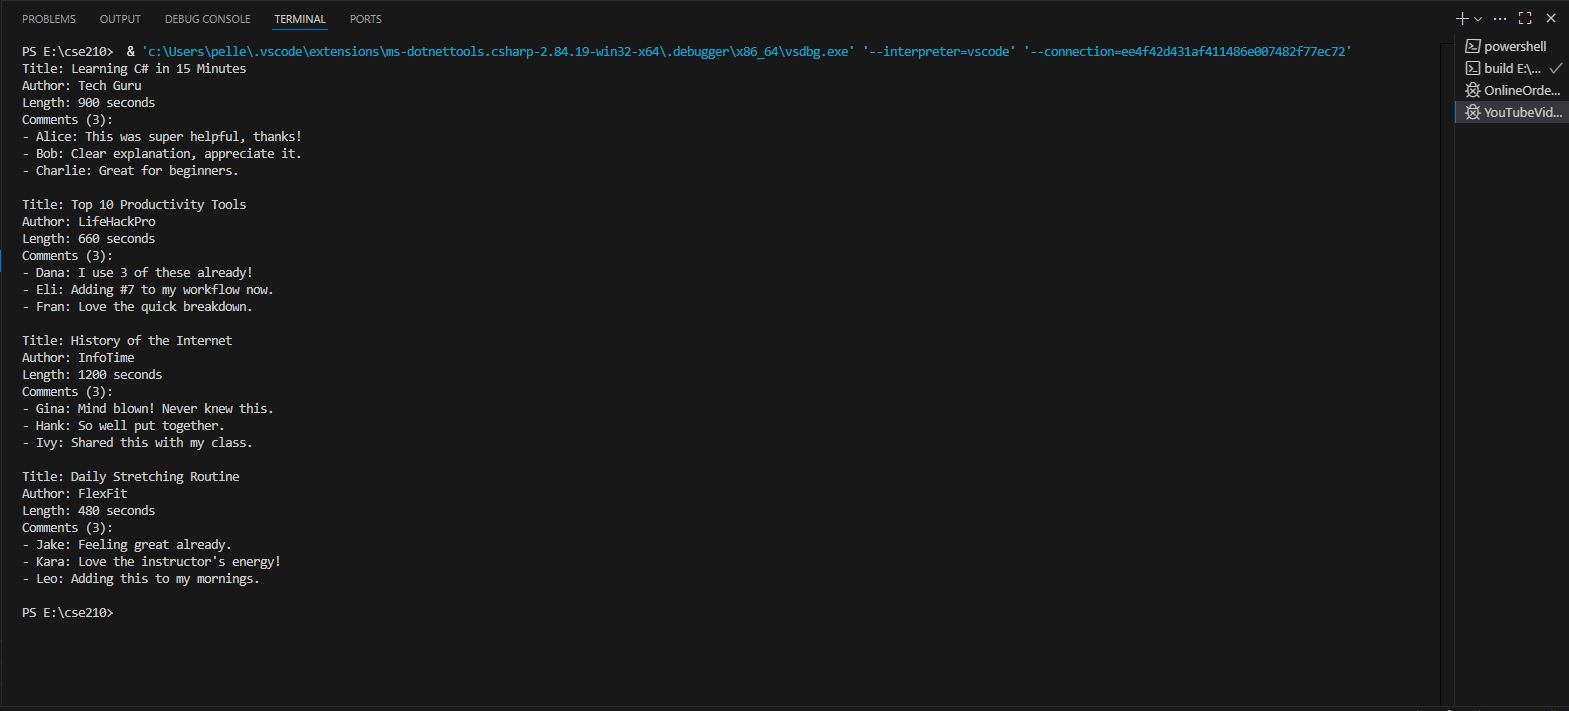 PROBLEMS OUTPUT DEBUG CONSOLE TERMINAL PORTS
PS E:\cse210>  & 'c:\Users\pelle\.vscode\extensions\ms-dotnettools.csharp-2.84.19-win32-x64\.debugger\x86_64\vsdbg.exe' '--interpreter=vscode' '--connection=ee4f42d431af411486e007482f77ec72'
Title: Learning C# in 15 Minutes
Author: Tech Guru
Length: 900 seconds
Comments (3):
- Alice: This was super helpful, thanks!
- Bob: Clear explanation, appreciate it.
- Charlie: Great for beginners.

Title: Top 10 Productivity Tools
Author: LifeHackPro
Length: 660 seconds
Comments (3):
- Dana: I use 3 of these already!
- Eli: Adding #7 to my workflow now.
- Fran: Love the quick breakdown.

Title: History of the Internet
Author: InfoTime
Length: 1200 seconds
Comments (3):
- Gina: Mind blown! Never knew this.
- Hank: So well put together.
- Ivy: Shared this with my class.

Title: Daily Stretching Routine
Author: FlexFit
Length: 480 seconds
Comments (3):
- Jake: Feeling great already.
- Kara: Love the instructor's energy!
- Leo: Adding this to my mornings.

PS E:\cse210>
powershell
build E:\...
OnlineOrde...
YouTubeVid...